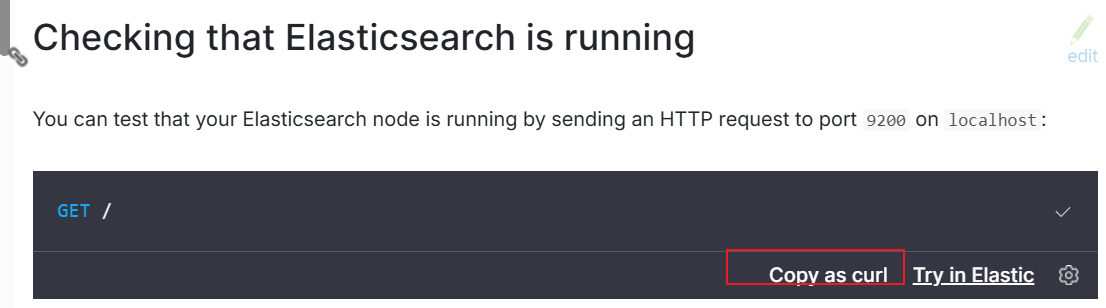 Checking that Elasticsearch is running
edit
You can test that your Elasticsearch node is running by sending an HTTP request to port 9200 on localhost:
GET /
Copy as curl Try in Elastic